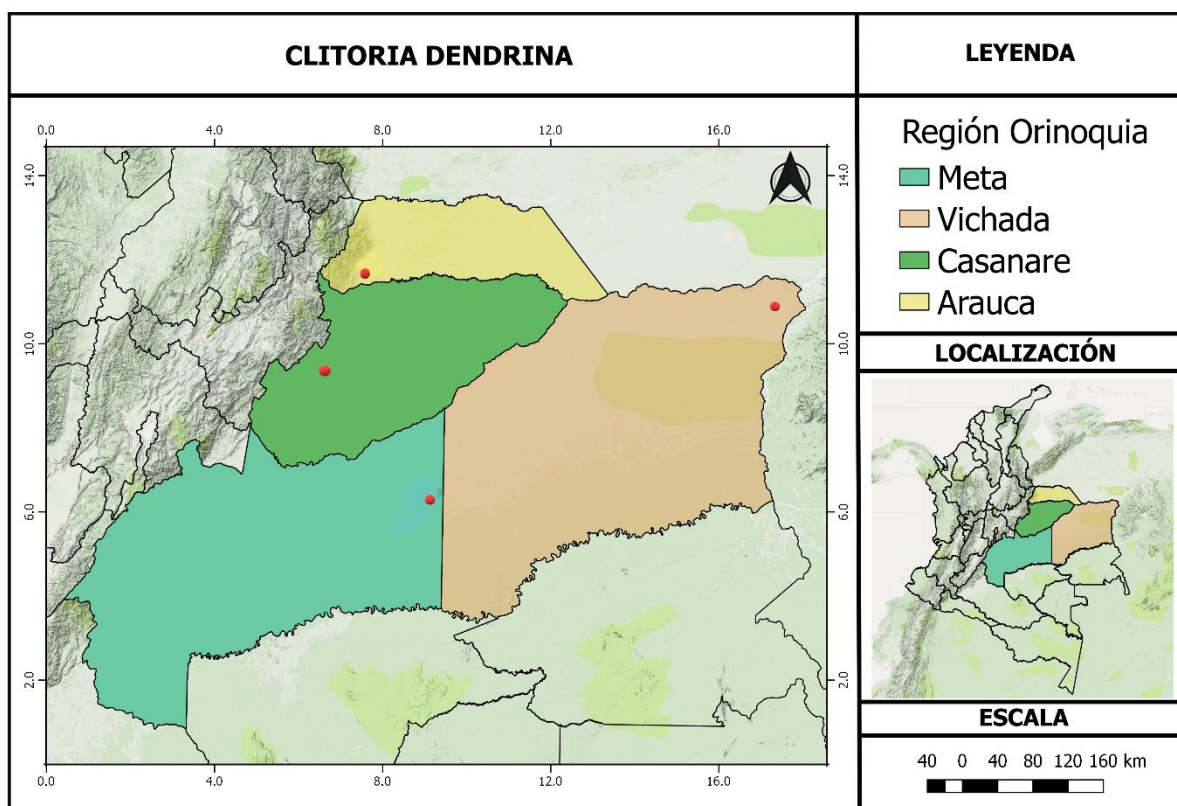 CLITORIA DENDRINA
LEYENDA
0.0 4.0 8.0 12.0 16.0
14.0 14.0
10.0 10.0
6.0 6.0
2.0 2.0
0.0 4.0 8.0 12.0 16.0
Región Orinoquia
Meta
Vichada
Casanare
Arauca
LOCALIZACIÓN
ESCALA
40 0 40 80 120 160 km